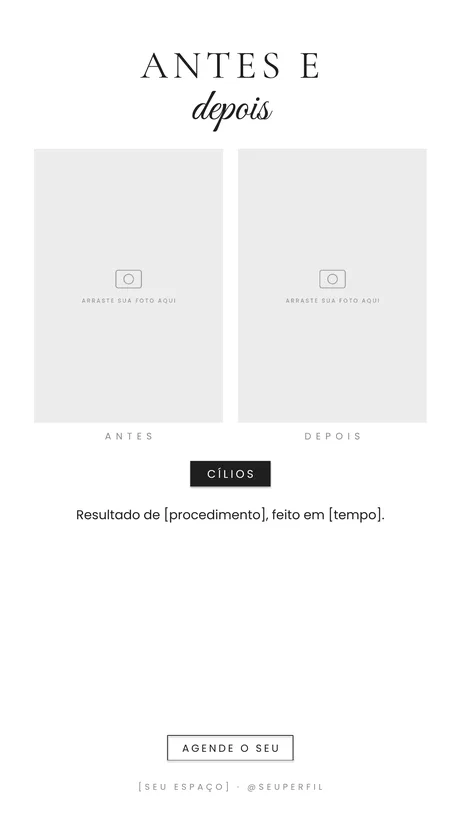 ANTES E
depois
ARRASTE SUA FOTO AQUI
ARRASTE SUA FOTO AQUI
ANTES
DEPOIS
CÍLIOS
Resultado de [procedimento], feito em [tempo].
AGENDE O SEU
[SEU ESPAÇO] · @SEUPERFIL